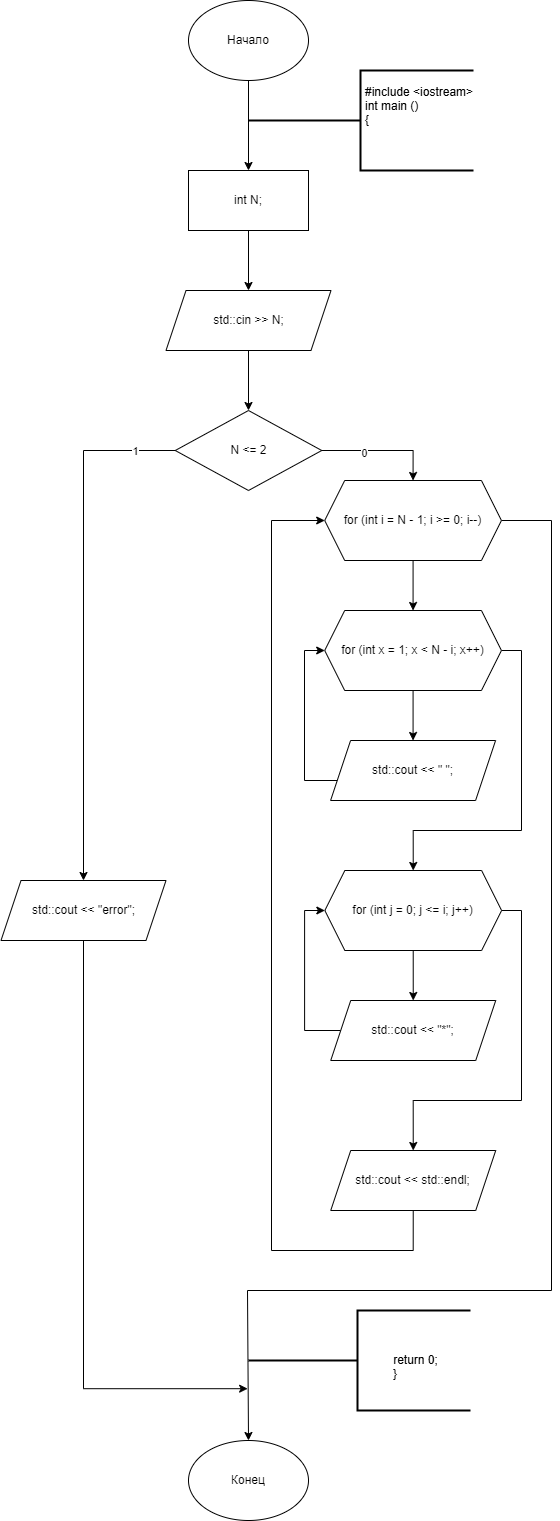 Начало
#include <iostream>
int main ()
{
int N;
std::cin >> N;
N <= 2
1
0
for (int i = N - 1; i >= 0; i--)
for (int x = 1; x < N - i; x++)
std::cout << " ";
for (int j = 0; j <= i; j++)
std::cout << "error";
std::cout << "*";
std::cout << std::endl;
return 0;
}
Конец